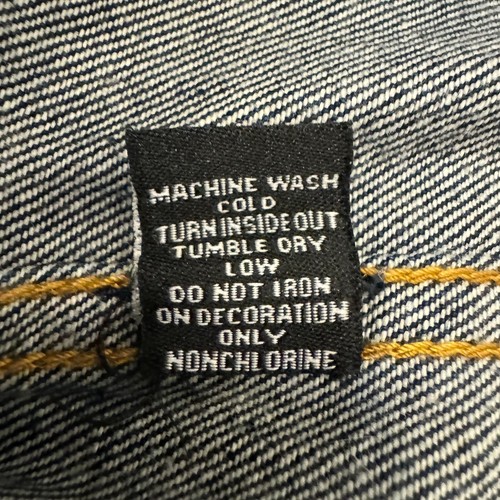 MACHINE WASH
COLD
TURN INSIDE OUT
TUMBLE DRY
LOW
DO NOT IRON
ON DECORATION
ONLY
NONCHLORINE